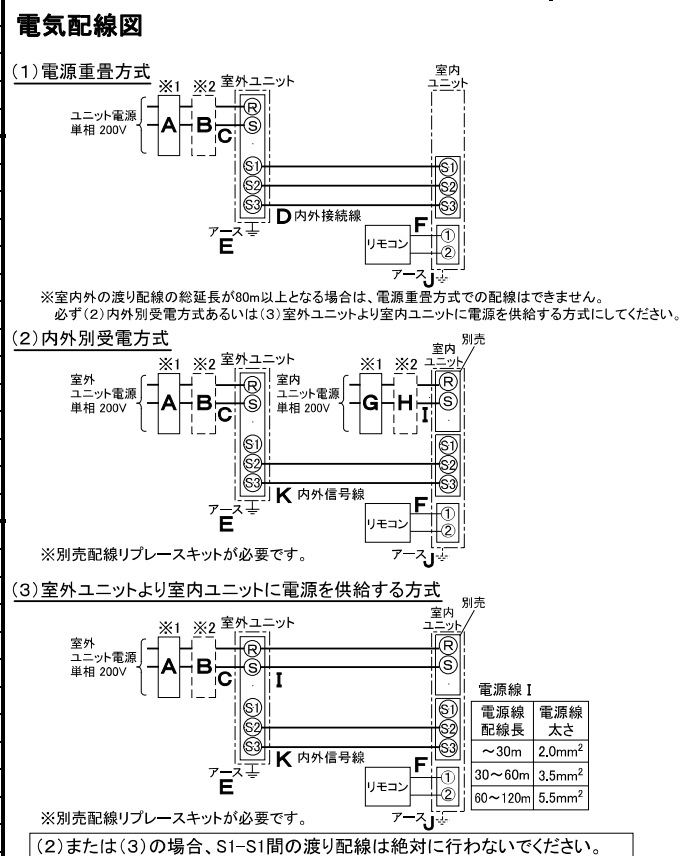 電気配線図
(1)電源重畳方式
※1 ※2 室外ユニット
室内
ユニット
ユニット電源
単相 200V
A B C
R
S
S1 S1
S2 S2
S3 S3
D 内外接続線
アース
E
リモコン
F
①
②
アース J
※室内外の渡り配線の総延長が80m以上となる場合は、電源重畳方式での配線はできません。
必ず(2)内外別受電方式あるいは(3)室外ユニットより室内ユニットに電源を供給する方式にしてください。
(2)内外別受電方式
※1 ※2 室外ユニット
※1 ※2
室内
ユニット
別売
室外
ユニット電源
単相 200V
A B C
R
S
室内
ユニット電源
単相 200V
G H I
R
S
S1 S1
S2 S2
S3 S3
K 内外信号線
アース
E
リモコン
F
①
②
アース J
※別売配線リプレースキットが必要です。
(3)室外ユニットより室内ユニットに電源を供給する方式
※1 ※2 室外ユニット
室内
ユニット
別売
室外
ユニット電源
単相 200V
A B C
R R
S S
I
S1 S1
S2 S2
S3 S3
K 内外信号線
アース
E
リモコン
F
①
②
アース J
電源線 I
電源線配線長 電源線太さ
～30m 2.0mm²
30～60m 3.5mm²
60～120m 5.5mm²
※別売配線リプレースキットが必要です。
(2)または(3)の場合、S1-S1間の渡り配線は絶対に行わないでください。